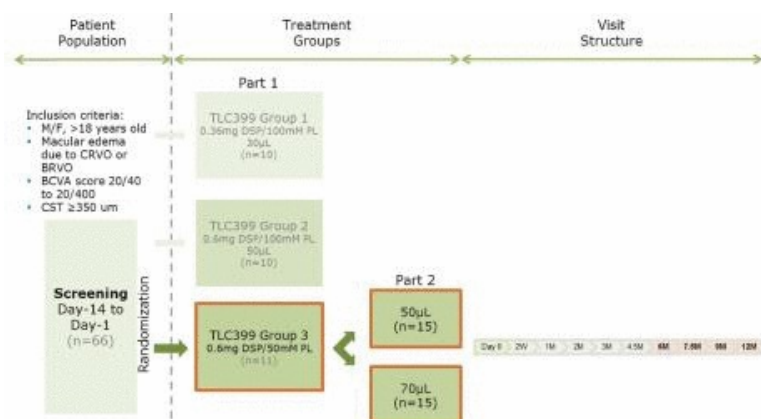 Patient
Population
Treatment
Groups
Visit
Structure
Part 1
Inclusion criteria:
• M/F, >18 years old
• Macular edema
due to CRVO or
BRVO
• BCVA score 20/40
to 20/400
• CST ≥350 um
TLC399 Group 1
0.36mg DSP/100mM PL
30µL
(n=10)
TLC399 Group 2
0.6mg DSP/100mM PL
50µL
(n=10)
Screening
Day-14 to
Day-1
(n=66)
Randomization
TLC399 Group 3
0.6mg DSP/50mM PL
(n=11)
Part 2
50µL
(n=15)
70µL
(n=15)
Day 0 2W 1M 2M 3M 4.5M 6M 7.5M 9M 12M